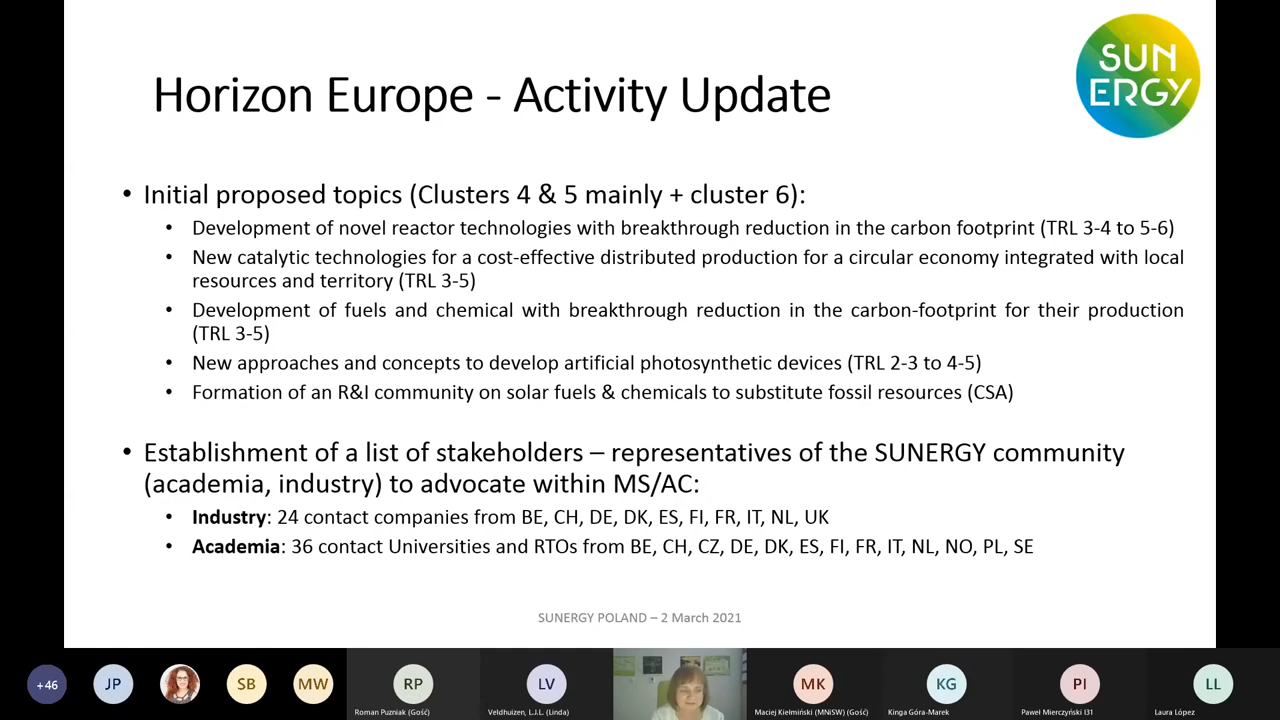 SUN
ERGY
Horizon Europe - Activity Update
• Initial proposed topics (Clusters 4 & 5 mainly + cluster 6):
• Development of novel reactor technologies with breakthrough reduction in the carbon footprint (TRL 3-4 to 5-6)
• New catalytic technologies for a cost-effective distributed production for a circular economy integrated with local
resources and territory (TRL 3-5)
• Development of fuels and chemical with breakthrough reduction in the carbon-footprint for their production
(TRL 3-5)
• New approaches and concepts to develop artificial photosynthetic devices (TRL 2-3 to 4-5)
• Formation of an R&I community on solar fuels & chemicals to substitute fossil resources (CSA)
• Establishment of a list of stakeholders – representatives of the SUNERGY community
(academia, industry) to advocate within MS/AC:
• Industry: 24 contact companies from BE, CH, DE, DK, ES, FI, FR, IT, NL, UK
• Academia: 36 contact Universities and RTOs from BE, CH, CZ, DE, DK, ES, FI, FR, IT, NL, NO, PL, SE
SUNERGY POLAND – 2 March 2021
+46 JP SB MW RP LV MK KG PI LL
Roman Puzniak (Gość) Veldhuizen, L.J.L. (Linda) Maciej Kiełmiński (MNiSW) (Gość) Kinga Góra-Marek Paweł Mierczyński I31 Laura López